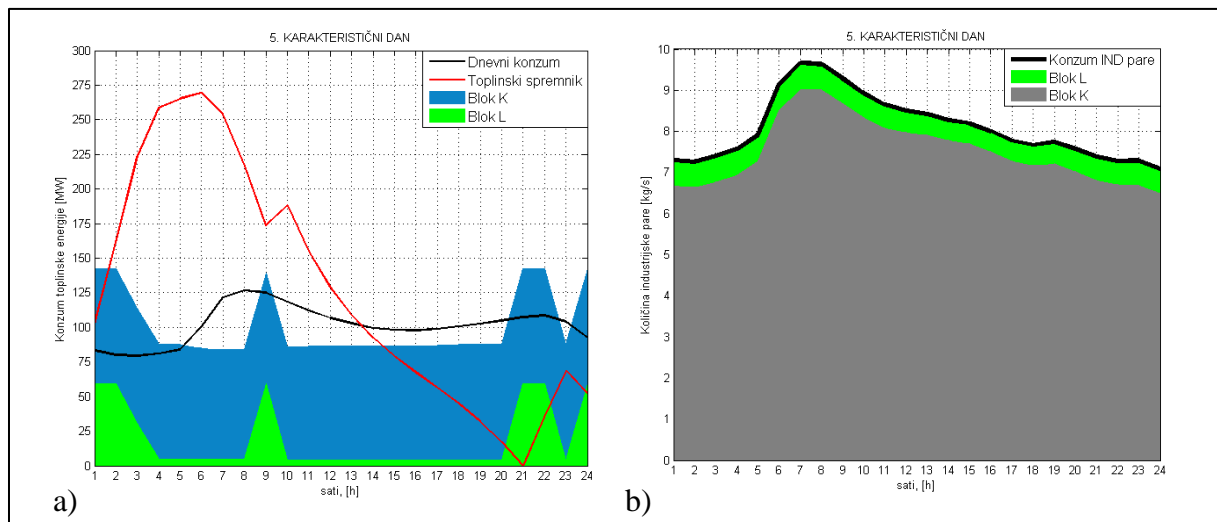 5. KARAKTERISTIČNI DAN
Konzum toplinske energije [MW]
300
275
250
225
200
175
150
125
100
75
50
25
0
Dnevni konzum
Toplinski spremnik
Blok K
Blok L
1 2 3 4 5 6 7 8 9 10 11 12 13 14 15 16 17 18 19 20 21 22 23 24
sati, [h]
a)
5. KARAKTERISTIČNI DAN
Količina industrijske pare [kg/s]
10
9
8
7
6
5
4
3
2
1
0
Konzum IND pare
Blok L
Blok K
1 2 3 4 5 6 7 8 9 10 11 12 13 14 15 16 17 18 19 20 21 22 23 24
sati, [h]
b)